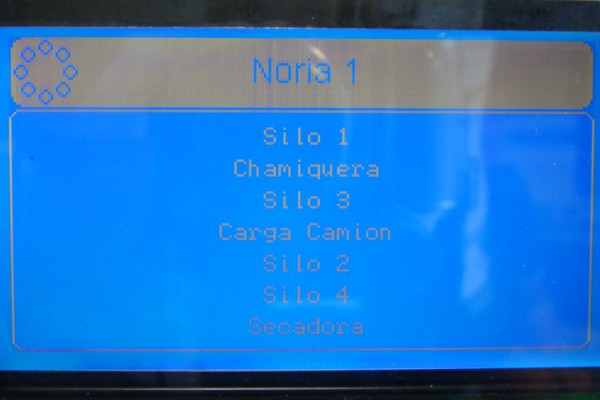 Noria 1
Silo 1
Chamiquera
Silo 3
Carga Camion
Silo 2
Silo 4
Secadora